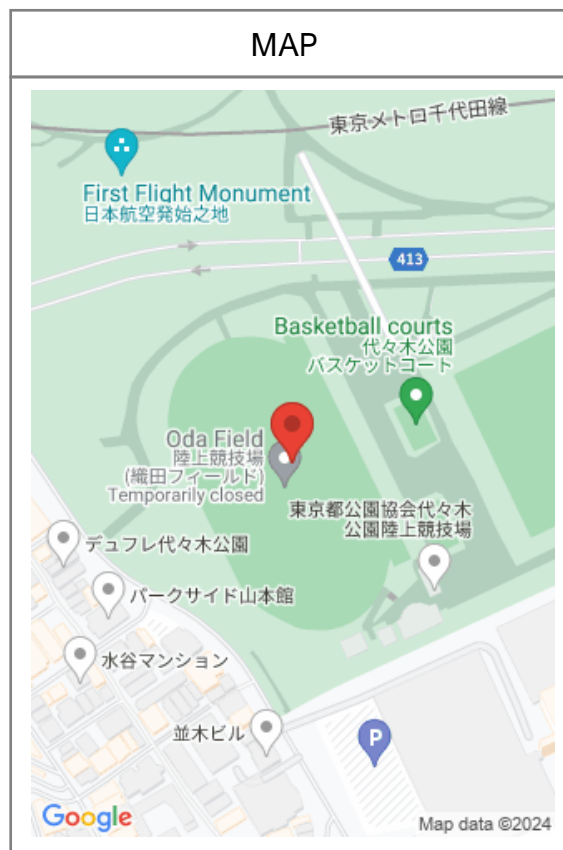 MAP
東京メトロ千代田線
First Flight Monument
日本航空発始之地
413
Basketball courts
代々木公園
バスケットコート
Oda Field
陸上競技場
(織田フィールド)
Temporarily closed
東京都公園協会代々木
公園陸上競技場
デュフレ代々木公園
パークサイド山本館
水谷マンション
並木ビル
P
Google
Map data ©2024